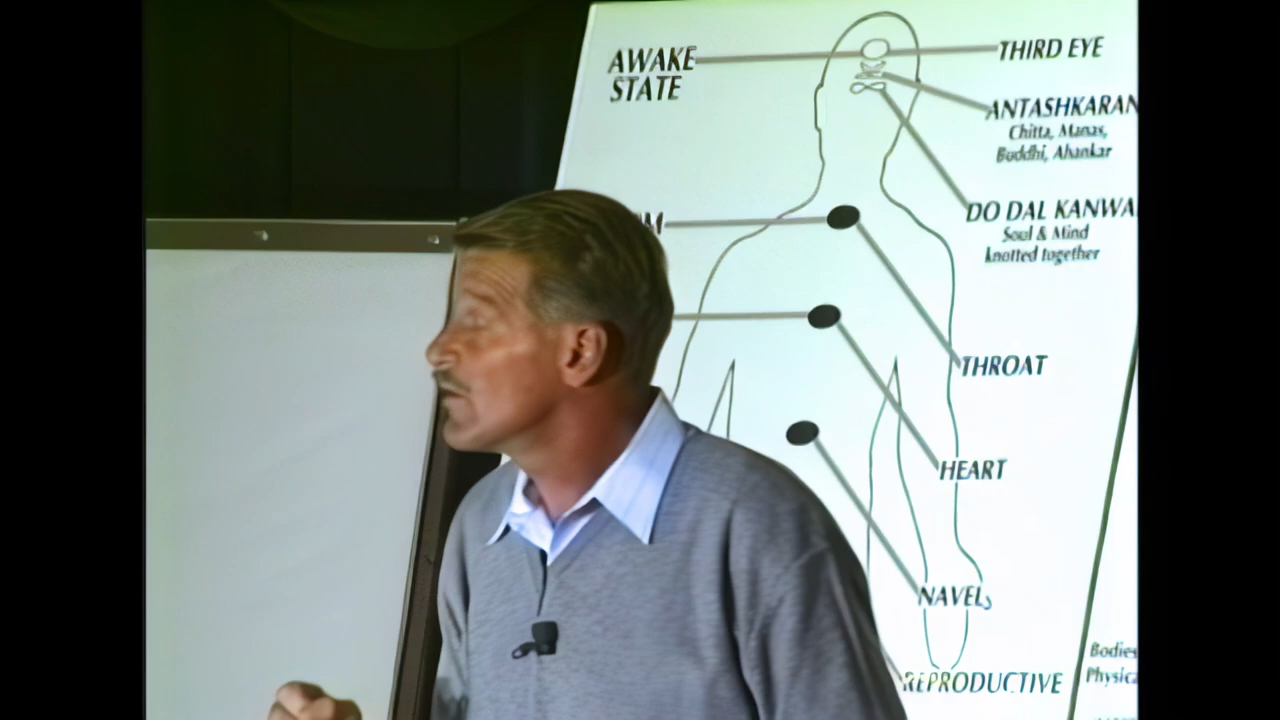 AWAKE
STATE
THIRD EYE
ANTASHKARAN
Chitta, Manas,
Buddhi, Ahankar
DO DAL KANWA
Soul & Mind
knotted together
THROAT
HEART
NAVEL
REPRODUCTIVE
Bodies